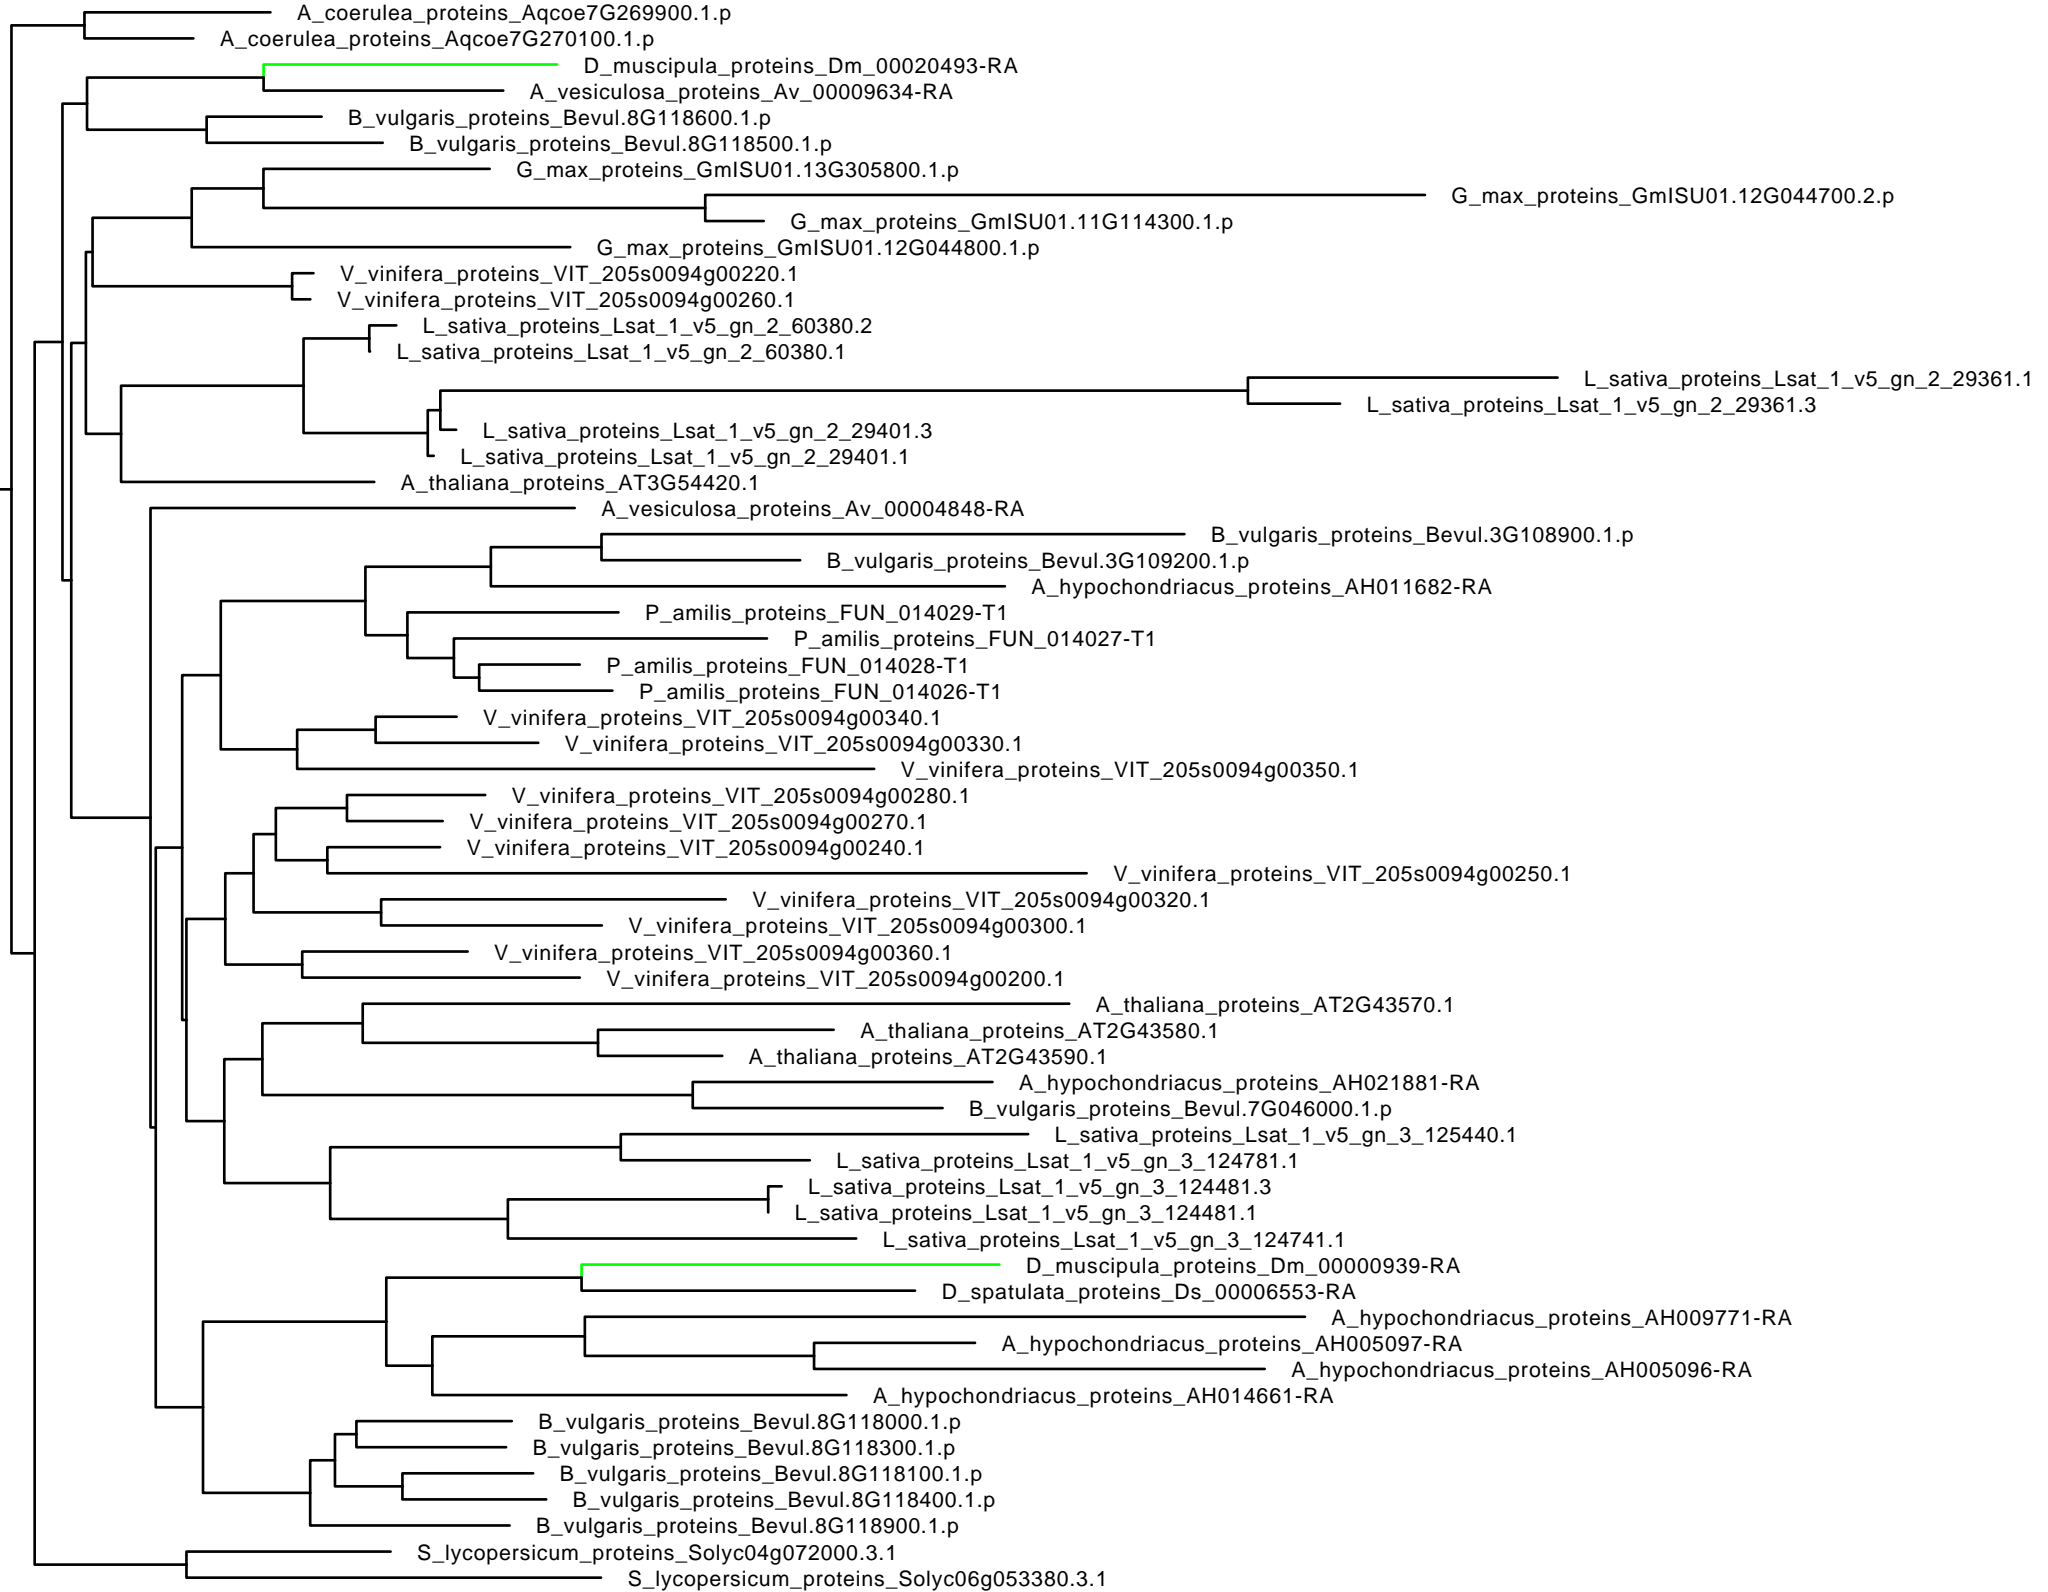 A_coerulea_proteins_Aqcoe7G269900.1.p
A_coerulea_proteins_Aqcoe7G270100.1.p
D_muscipula_proteins_Dm_00020493-RA
A_vesiculosa_proteins_Av_00009634-RA
B_vulgaris_proteins_Bevul.8G118600.1.p
B_vulgaris_proteins_Bevul.8G118500.1.p
G_max_proteins_GmISU01.13G305800.1.p
G_max_proteins_GmISU01.12G044700.2.p
G_max_proteins_GmISU01.11G114300.1.p
G_max_proteins_GmISU01.12G044800.1.p
V_vinifera_proteins_VIT_205s0094g00220.1
V_vinifera_proteins_VIT_205s0094g00260.1
L_sativa_proteins_Lsat_1_v5_gn_2_60380.2
L_sativa_proteins_Lsat_1_v5_gn_2_60380.1
L_sativa_proteins_Lsat_1_v5_gn_2_29361.1
L_sativa_proteins_Lsat_1_v5_gn_2_29361.3
L_sativa_proteins_Lsat_1_v5_gn_2_29401.3
L_sativa_proteins_Lsat_1_v5_gn_2_29401.1
A_thaliana_proteins_AT3G54420.1
A_vesiculosa_proteins_Av_00004848-RA
B_vulgaris_proteins_Bevul.3G108900.1.p
B_vulgaris_proteins_Bevul.3G109200.1.p
A_hypochondriacus_proteins_AH011682-RA
P_amilis_proteins_FUN_014029-T1
P_amilis_proteins_FUN_014027-T1
P_amilis_proteins_FUN_014028-T1
P_amilis_proteins_FUN_014026-T1
V_vinifera_proteins_VIT_205s0094g00340.1
V_vinifera_proteins_VIT_205s0094g00330.1
V_vinifera_proteins_VIT_205s0094g00350.1
V_vinifera_proteins_VIT_205s0094g00280.1
V_vinifera_proteins_VIT_205s0094g00270.1
V_vinifera_proteins_VIT_205s0094g00240.1
V_vinifera_proteins_VIT_205s0094g00250.1
V_vinifera_proteins_VIT_205s0094g00320.1
V_vinifera_proteins_VIT_205s0094g00300.1
V_vinifera_proteins_VIT_205s0094g00360.1
V_vinifera_proteins_VIT_205s0094g00200.1
A_thaliana_proteins_AT2G43570.1
A_thaliana_proteins_AT2G43580.1
A_thaliana_proteins_AT2G43590.1
A_hypochondriacus_proteins_AH021881-RA
B_vulgaris_proteins_Bevul.7G046000.1.p
L_sativa_proteins_Lsat_1_v5_gn_3_125440.1
L_sativa_proteins_Lsat_1_v5_gn_3_124781.1
L_sativa_proteins_Lsat_1_v5_gn_3_124481.3
L_sativa_proteins_Lsat_1_v5_gn_3_124481.1
L_sativa_proteins_Lsat_1_v5_gn_3_124741.1
D_muscipula_proteins_Dm_00000939-RA
D_spatulata_proteins_Ds_00006553-RA
A_hypochondriacus_proteins_AH009771-RA
A_hypochondriacus_proteins_AH005097-RA
A_hypochondriacus_proteins_AH005096-RA
A_hypochondriacus_proteins_AH014661-RA
B_vulgaris_proteins_Bevul.8G118000.1.p
B_vulgaris_proteins_Bevul.8G118300.1.p
B_vulgaris_proteins_Bevul.8G118100.1.p
B_vulgaris_proteins_Bevul.8G118400.1.p
B_vulgaris_proteins_Bevul.8G118900.1.p
S_lycopersicum_proteins_Solyc04g072000.3.1
S_lycopersicum_proteins_Solyc06g053380.3.1